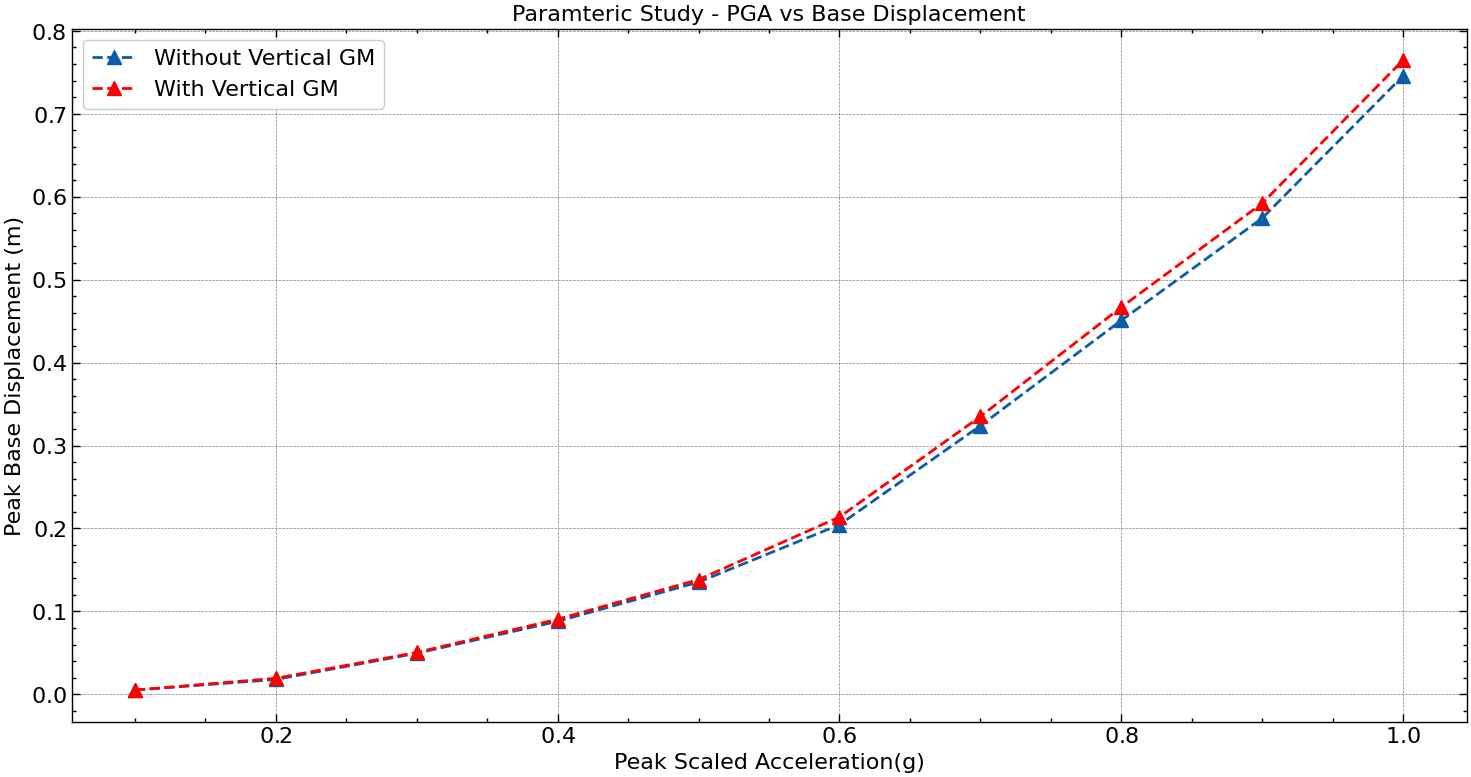 Paramteric Study - PGA vs Base Displacement
Without Vertical GM
With Vertical GM
Peak Base Displacement (m)
0.8
0.7
0.6
0.5
0.4
0.3
0.2
0.1
0.0
0.2 0.4 0.6 0.8 1.0
Peak Scaled Acceleration(g)